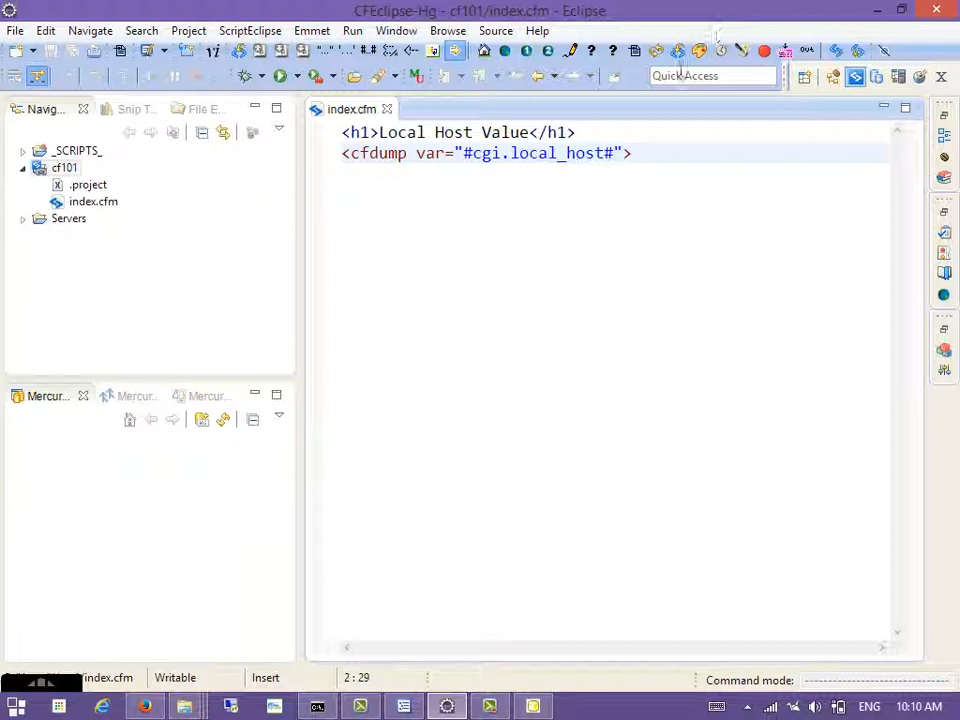 CFEclipse-Hg - cf101/index.cfm - Eclipse
File Edit Navigate Search Project ScriptEclipse Emmet Run Window Browse Source Help
Quick Access
Navig... Snip T... File E...
index.cfm
_SCRIPTS_
cf101
.project
index.cfm
Servers
<h1>Local Host Value</h1>
<cfdump var="#cgi.local_host#">
Mercur... Mercur.. Mercur...
/index.cfm Writable Insert 2 : 29 Command mode:
ENG 10:10 AM